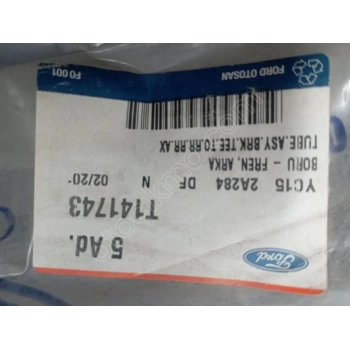 Ford
5 Ad.
T141743
YC15 2A284 DF N 02/20
BORU - FREN, ARKA
TUBE.ASY.BRK.TEE.TO.RR.RR.AX
FORD OTOSAN
FO 001